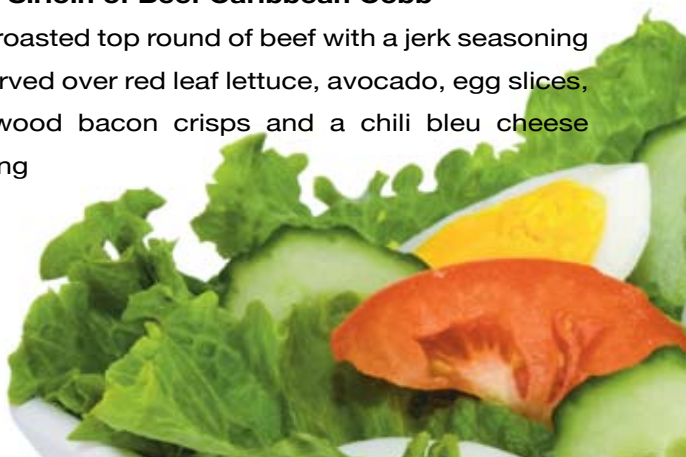 Sirloin of Beef Caribbean Cobb
roasted top round of beef with a jerk seasoning
rved over red leaf lettuce, avocado, egg slices,
wood bacon crisps and a chili bleu cheese
ng